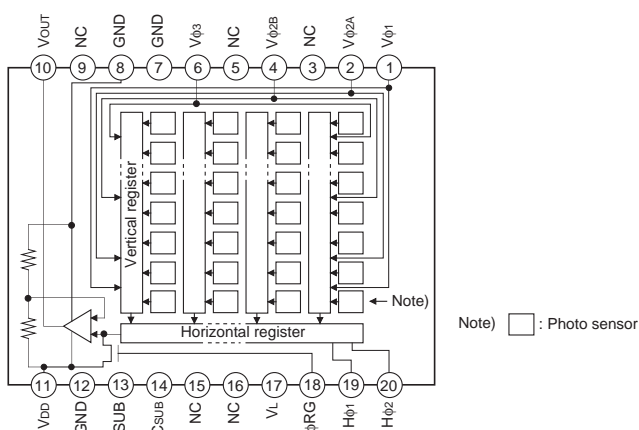 VOUT NC GND GND Vφ3 NC Vφ2B NC Vφ2A Vφ1
10 9 8 7 6 5 4 3 2 1
Vertical register
Note)
Horizontal register
Note) : Photo sensor
11 12 13 14 15 16 17 18 19 20
VDD GND SUB CSUB NC NC VL φRG Hφ1 Hφ2